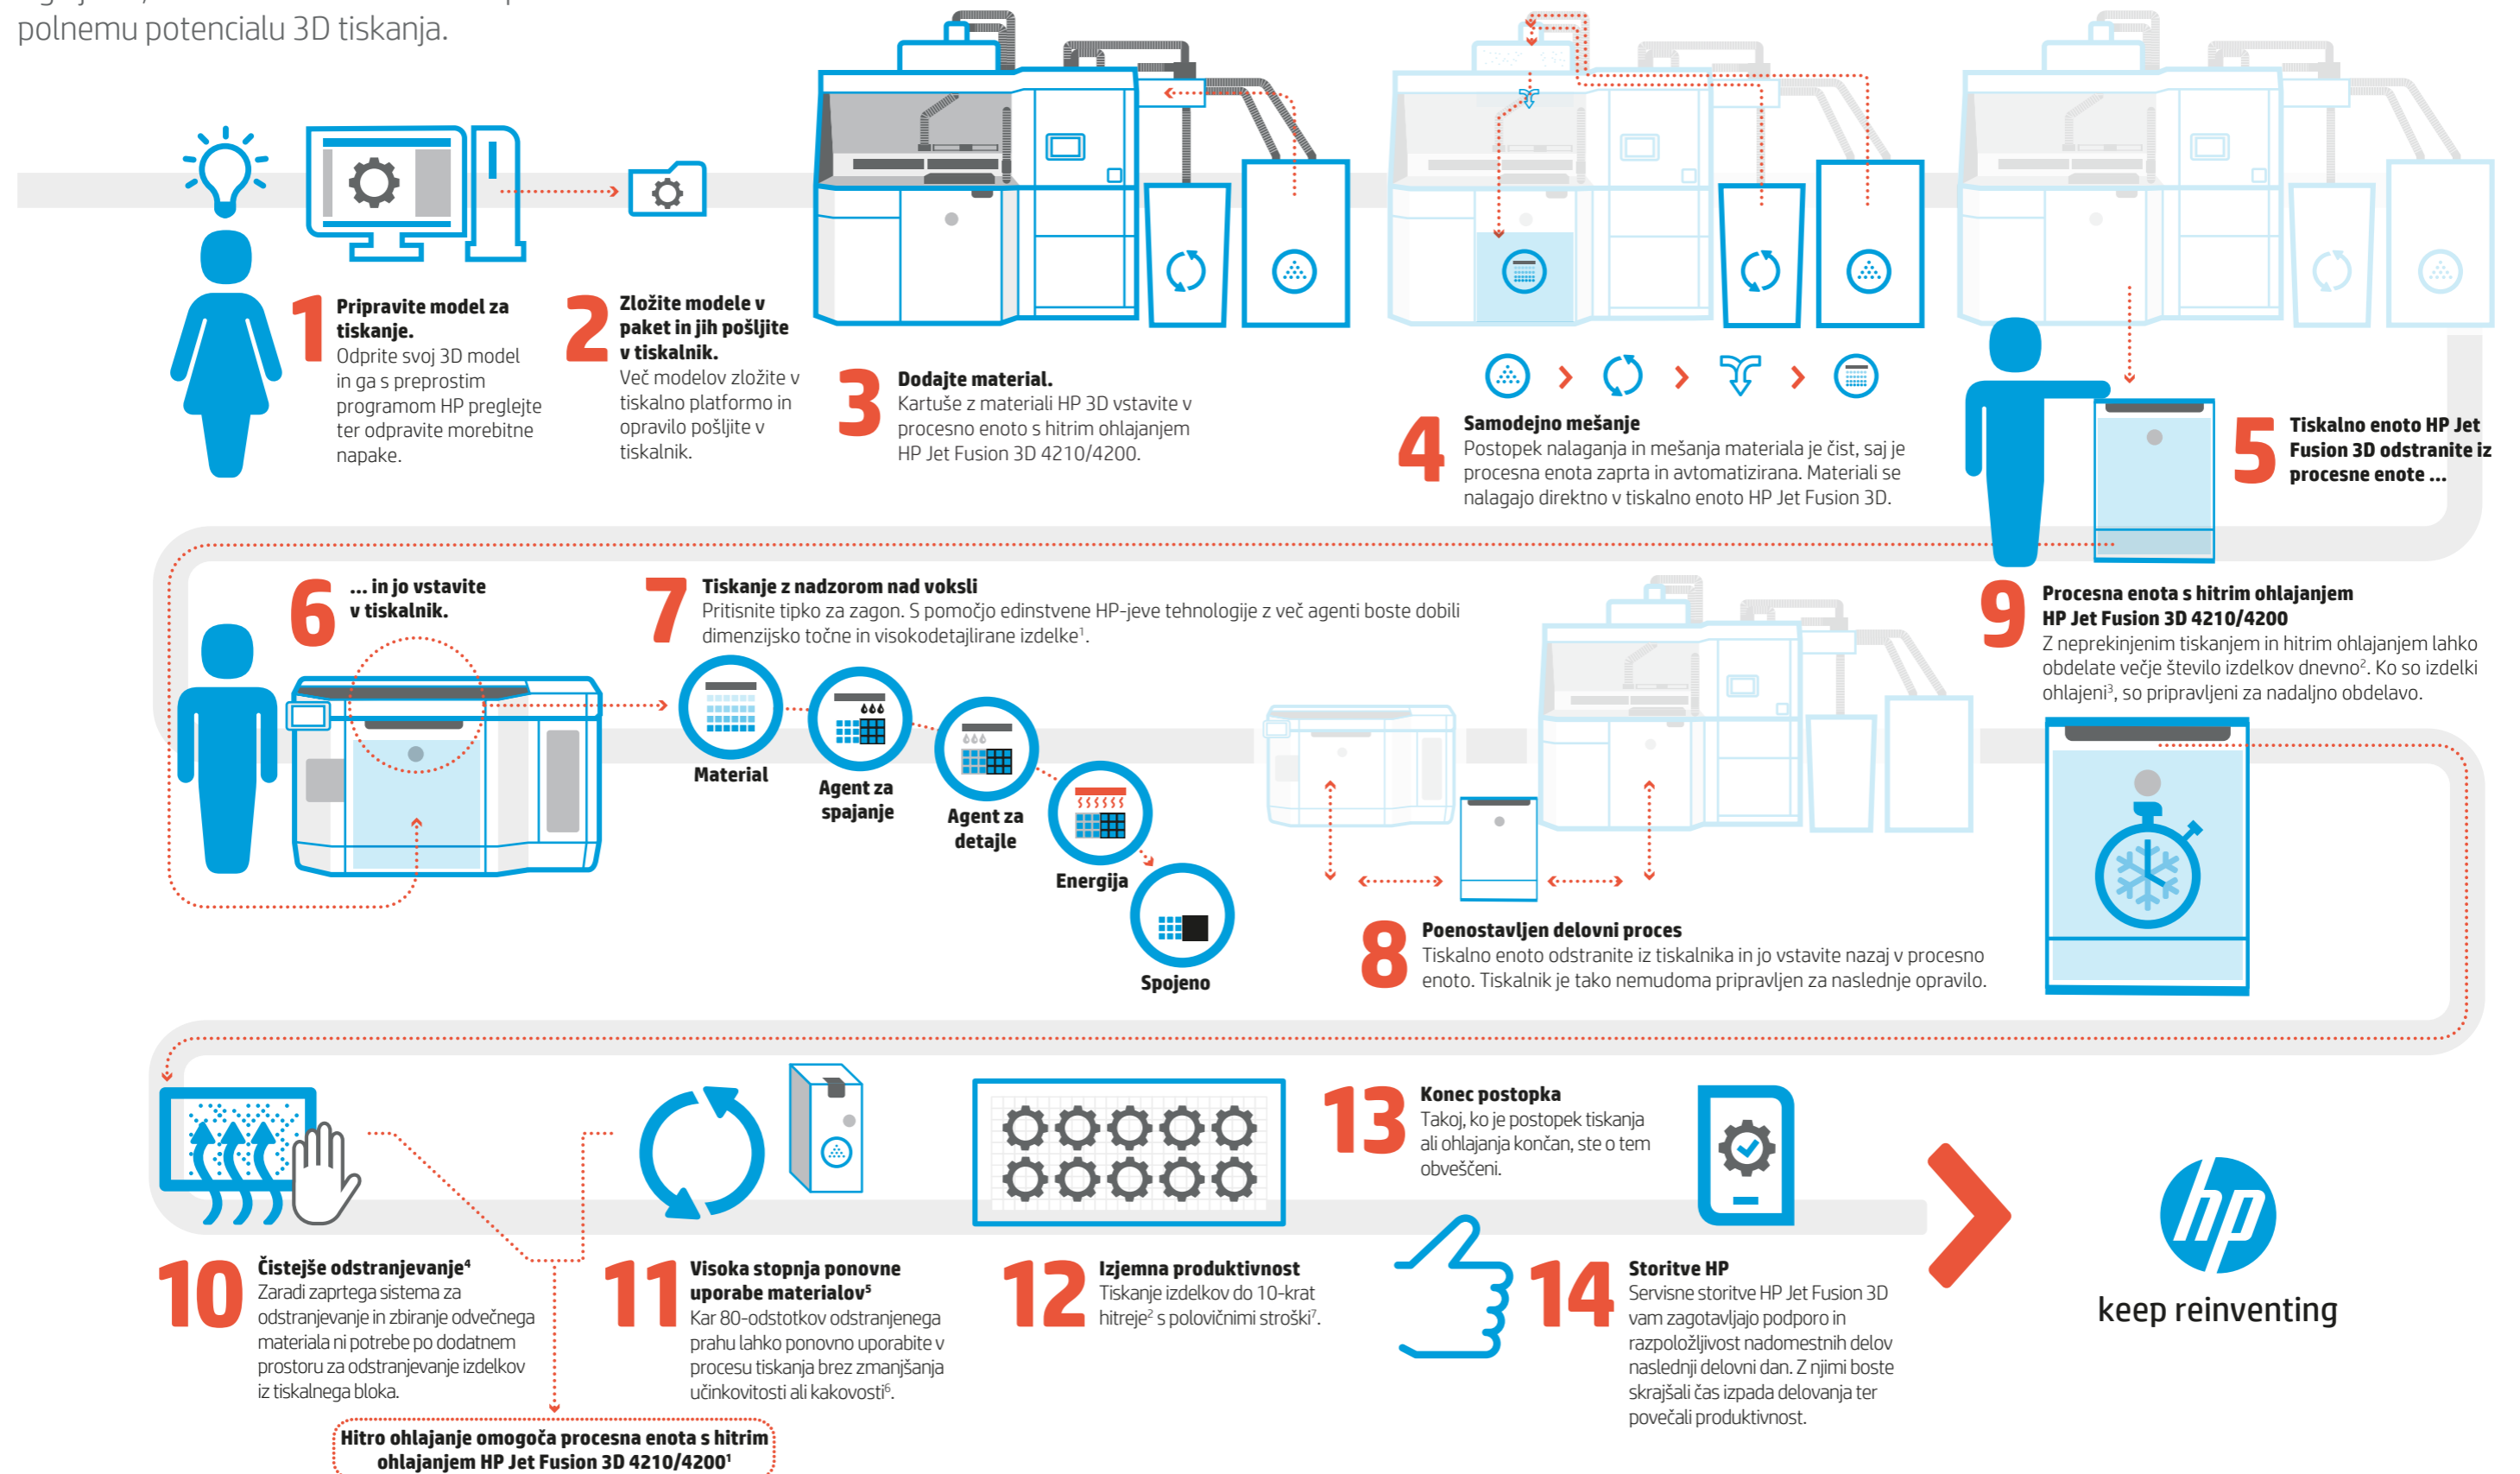 polnemu potencialu 3D tiskanja.
1
Pripravite model za
tiskanje.
Odprite svoj 3D model
in ga s preprostim
programom HP preglejte
ter odpravite morebitne
napake.
2
Zložite modele v
paket in jih pošljite
v tiskalnik.
Več modelov zložite v
tiskalno platformo in
opravilo pošljite v
tiskalnik.
3
Dodajte material.
Kartuše z materiali HP 3D vstavite v
procesno enoto s hitrim ohlajanjem
HP Jet Fusion 3D 4210/4200.
4
Samodejno mešanje
Postopek nalaganja in mešanja materiala je čist, saj je
procesna enota zaprta in avtomatizirana. Materiali se
nalagajo direktno v tiskalno enoto HP Jet Fusion 3D.
5
Tiskalno enoto HP Jet
Fusion 3D odstranite iz
procesne enote ...
6
... in jo vstavite
v tiskalnik.
7
Tiskanje z nadzorom nad voksli
Pritisnite tipko za zagon. S pomočjo edinstvene HP-jeve tehnologije z več agenti boste dobili
dimenzijsko točne in visokodetajlirane izdelke¹.
Material
Agent za
spajanje
Agent za
detajle
Energija
Spojeno
8
Poenostavljen delovni proces
Tiskalno enoto odstranite iz tiskalnika in jo vstavite nazaj v procesno
enoto. Tiskalnik je tako nemudoma pripravljen za naslednje opravilo.
9
Procesna enota s hitrim ohlajanjem
HP Jet Fusion 3D 4210/4200
Z neprekinjenim tiskanjem in hitrim ohlajanjem lahko
obdelate večje število izdelkov dnevno². Ko so izdelki
ohlajeni³, so pripravljeni za nadaljno obdelavo.
10
Čistejše odstranjevanje⁴
Zaradi zaprtega sistema za
odstranjevanje in zbiranje odvečnega
materiala ni potrebe po dodatnem
prostoru za odstranjevanje izdelkov
iz tiskalnega bloka.
Hitro ohlajanje omogoča procesna enota s hitrim
ohlajanjem HP Jet Fusion 3D 4210/4200¹
11
Visoka stopnja ponovne
uporabe materialov⁵
Kar 80-odstotkov odstranjenega
prahu lahko ponovno uporabite v
procesu tiskanja brez zmanjšanja
učinkovitosti ali kakovosti⁶.
12
Izjemna produktivnost
Tiskanje izdelkov do 10-krat
hitreje² s polovičnimi stroški⁷.
13
Konec postopka
Takoj, ko je postopek tiskanja
ali ohlajanja končan, ste o tem
obveščeni.
14
Storitve HP
Servisne storitve HP Jet Fusion 3D
vam zagotavljajo podporo in
razpoložljivost nadomestnih delov
naslednji delovni dan. Z njimi boste
skrajšali čas izpada delovanja ter
povečali produktivnost.
hp
keep reinventing